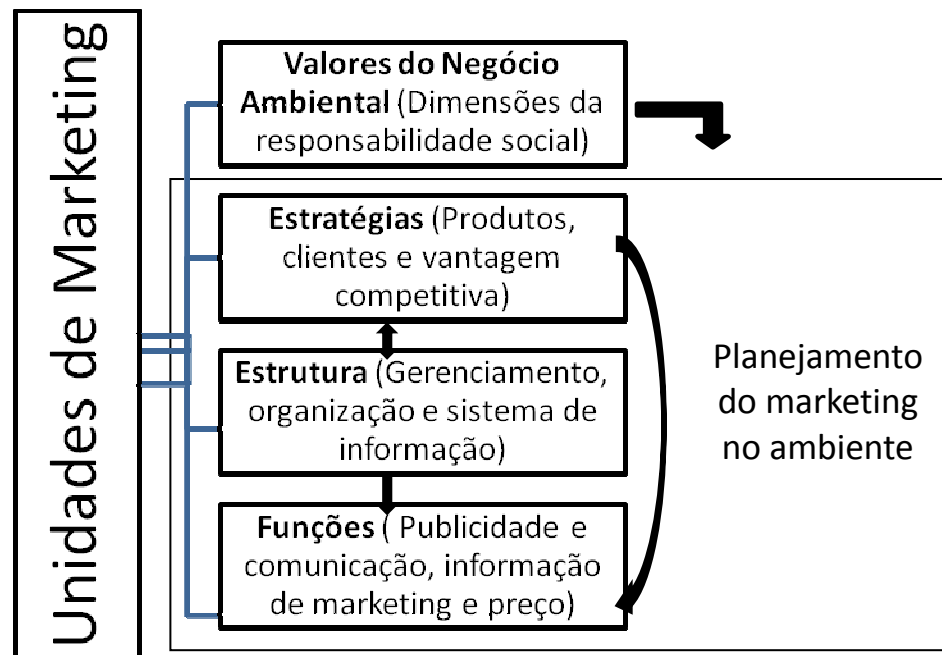 Unidades de Marketing
Valores do Negócio
Ambiental (Dimensões da
responsabilidade social)
Estratégias (Produtos,
clientes e vantagem
competitiva)
Estrutura (Gerenciamento,
organização e sistema de
informação)
Funções ( Publicidade e
comunicação, informação
de marketing e preço)
Planejamento
do marketing
no ambiente